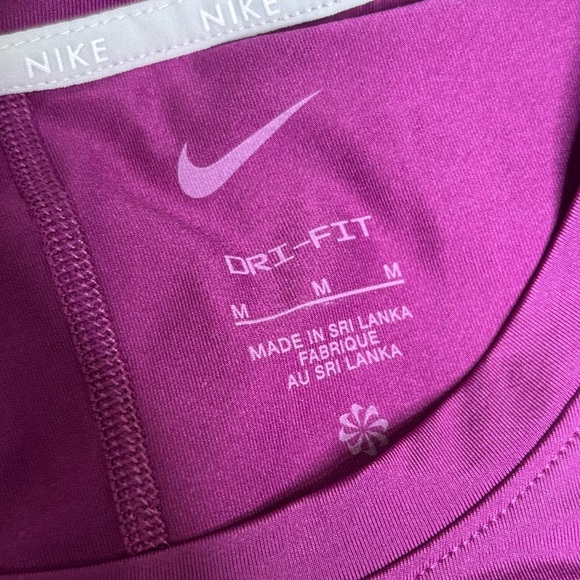 NIKE NIKE
DRI-FIT
M M M
MADE IN SRI LANKA
FABRIQUE
AU SRI LANKA